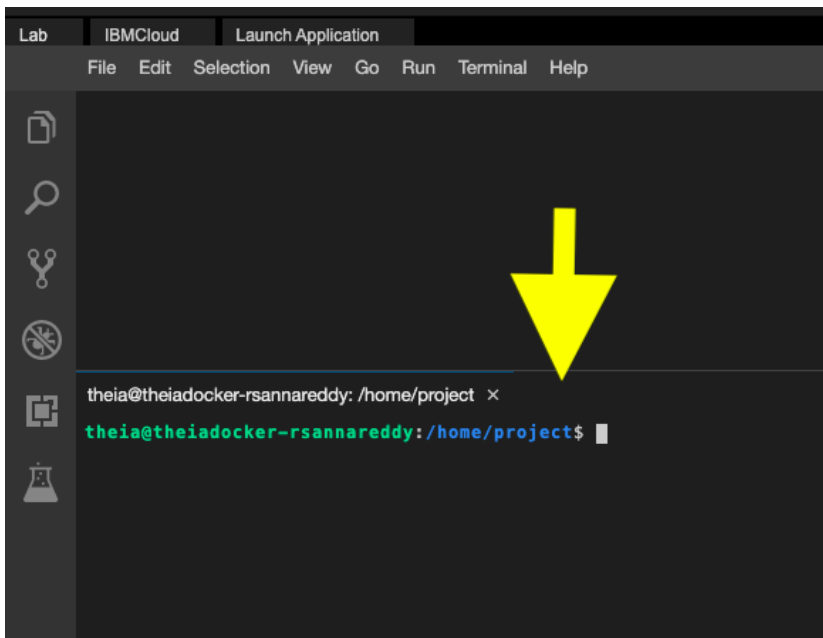 Lab IBMCloud Launch Application
File Edit Selection View Go Run Terminal Help
theia@theiadocker-rsannareddy: /home/project ×
theia@theiadocker-rsannareddy:/home/project$